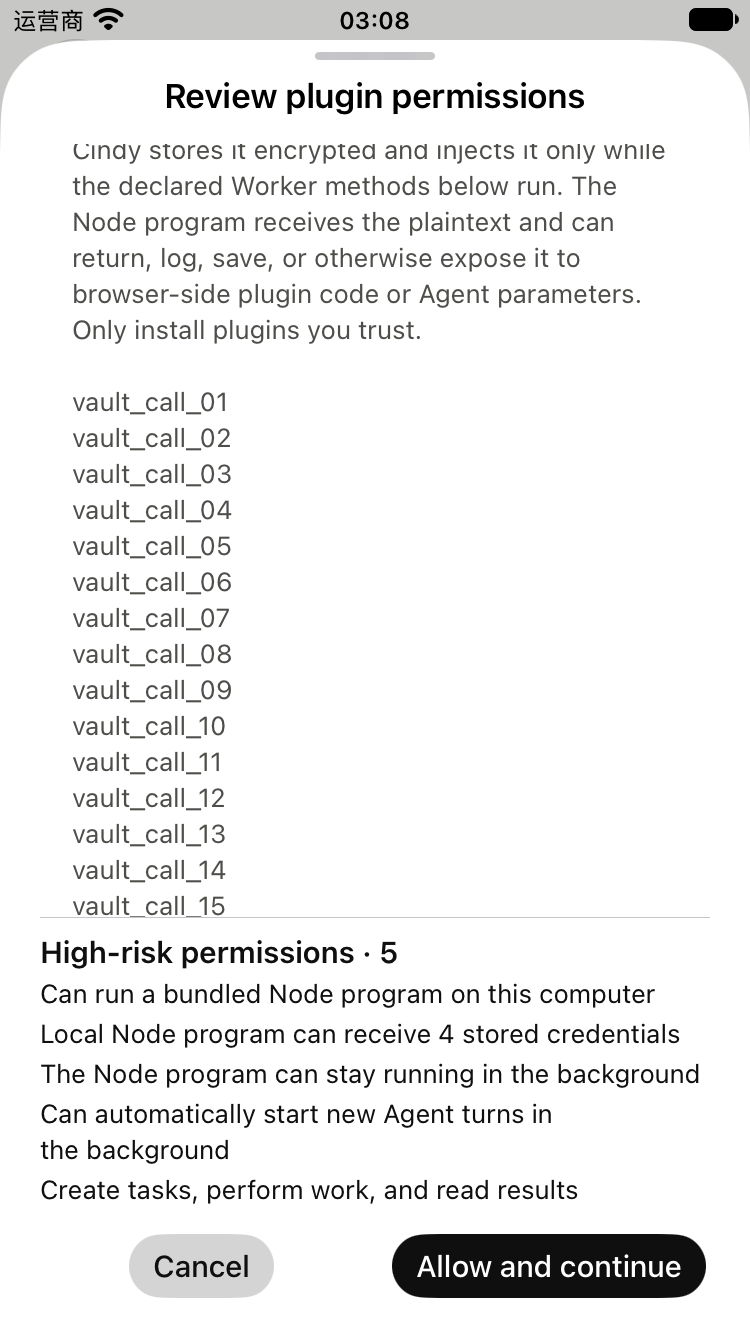 运营商
03:08
Review plugin permissions
Cindy stores it encrypted and injects it only while
the declared Worker methods below run. The
Node program receives the plaintext and can
return, log, save, or otherwise expose it to
browser-side plugin code or Agent parameters.
Only install plugins you trust.
vault_call_01
vault_call_02
vault_call_03
vault_call_04
vault_call_05
vault_call_06
vault_call_07
vault_call_08
vault_call_09
vault_call_10
vault_call_11
vault_call_12
vault_call_13
vault_call_14
vault_call_15
High-risk permissions · 5
Can run a bundled Node program on this computer
Local Node program can receive 4 stored credentials
The Node program can stay running in the background
Can automatically start new Agent turns in
the background
Create tasks, perform work, and read results
Cancel
Allow and continue